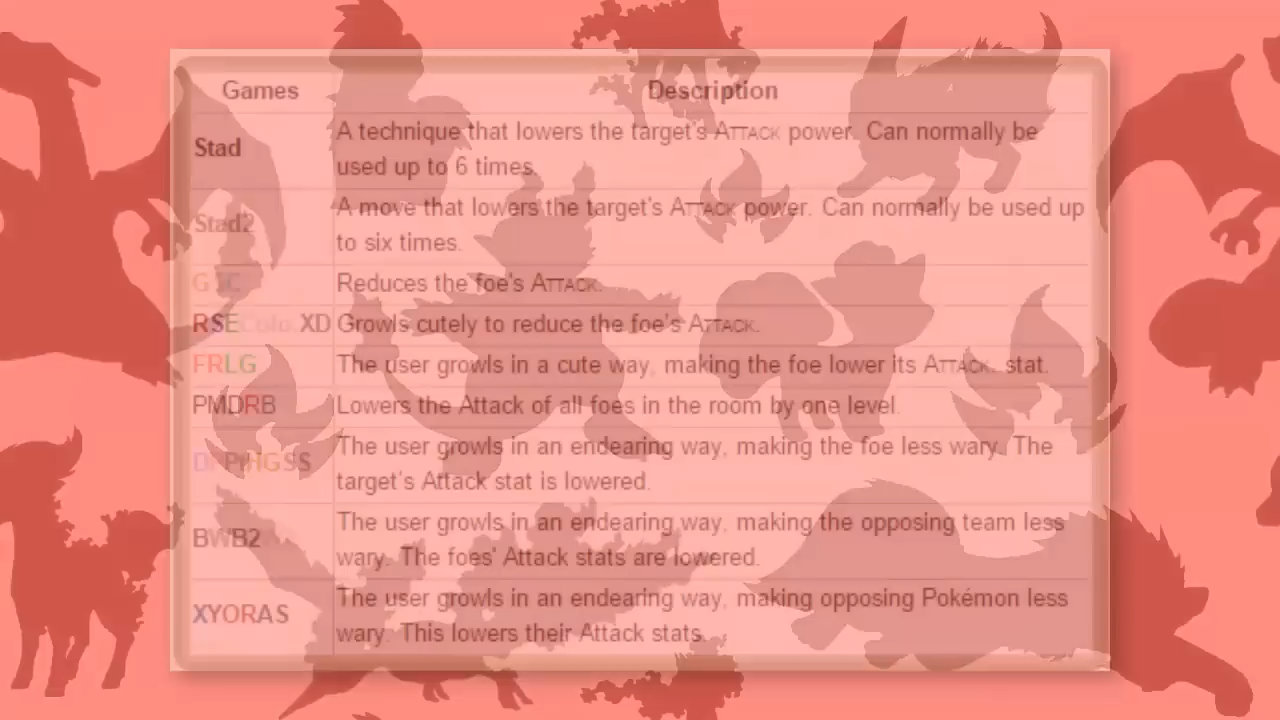 Games Description
Stad A technique that lowers the target's ATTACK power. Can normally be
used up to 6 times.
Stad2 A move that lowers the target's ATTACK power. Can normally be used up
to six times.
GSC Reduces the foe's ATTACK.
RSEColo.XD Growls cutely to reduce the foe's ATTACK.
FRLG The user growls in a cute way, making the foe lower its ATTACK. stat.
PMDRB Lowers the Attack of all foes in the room by one level.
DPPtHGSS The user growls in an endearing way, making the foe less wary. The
target's Attack stat is lowered.
BWB2 The user growls in an endearing way, making the opposing team less
wary. The foes' Attack stats are lowered.
XYORAS The user growls in an endearing way, making opposing Pokémon less
wary. This lowers their Attack stats.